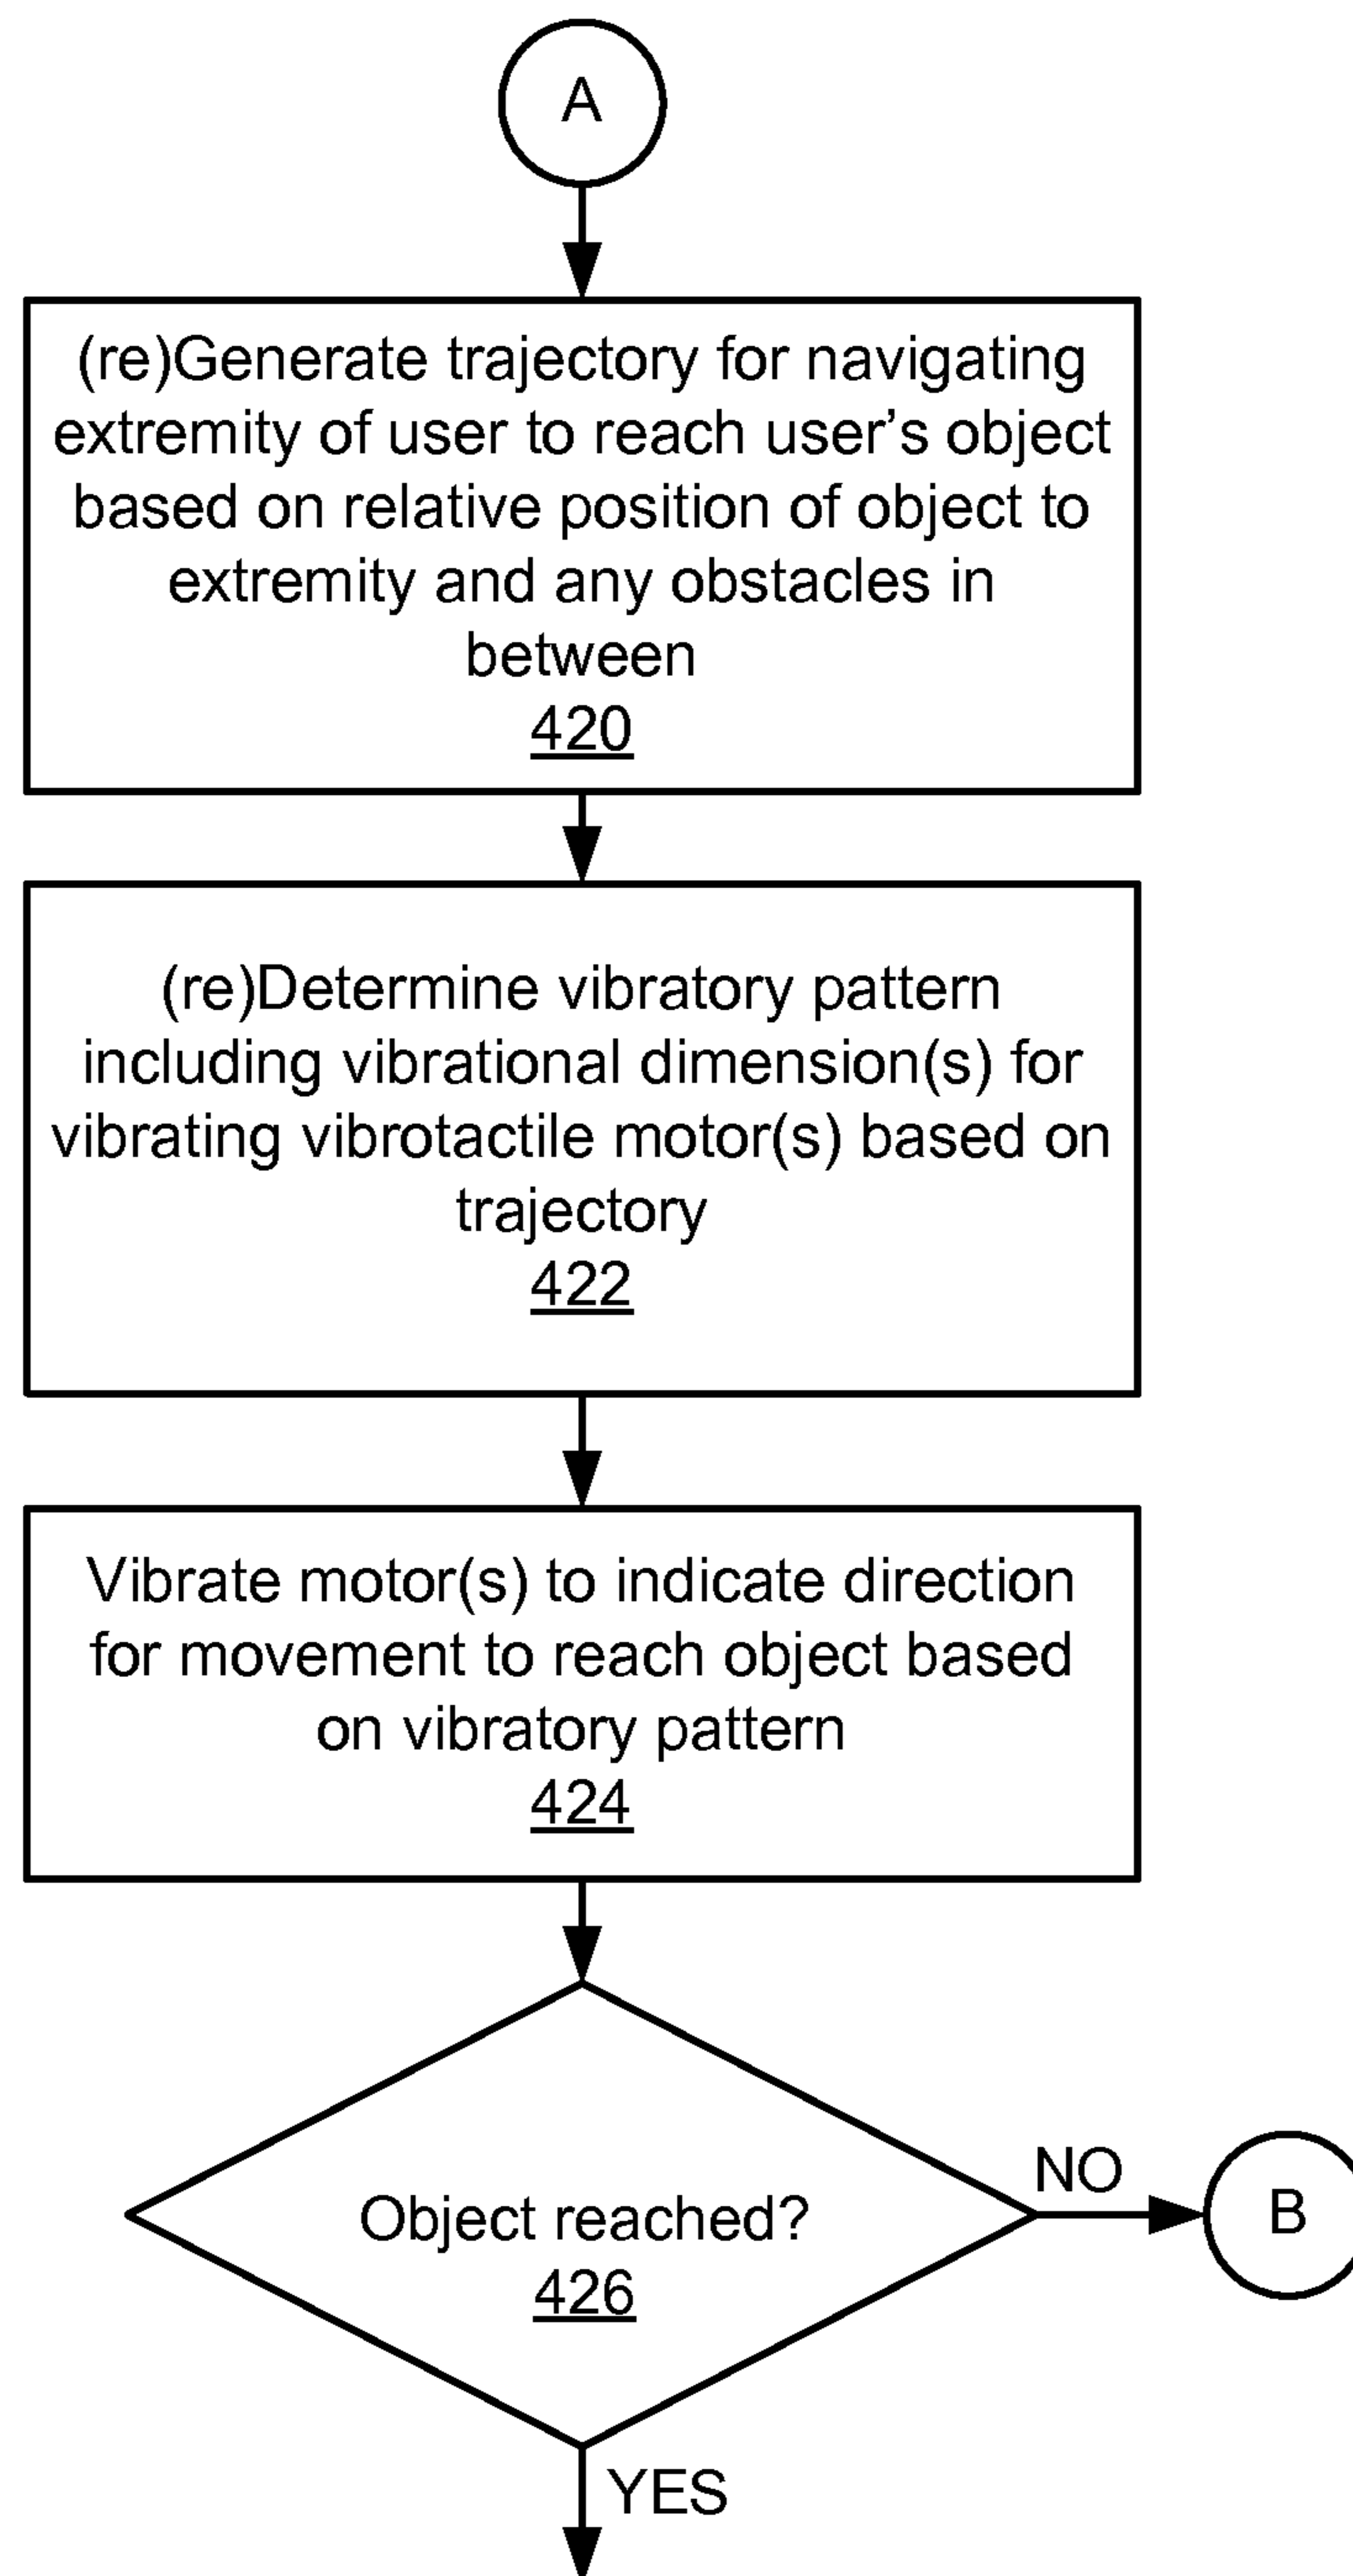 A
(re)Generate trajectory for navigating
extremity of user to reach user's object
based on relative position of object to
extremity and any obstacles in
between
420
(re)Determine vibratory pattern
including vibrational dimension(s) for
vibrating vibrotactile motor(s) based on
trajectory
422
Vibrate motor(s) to indicate direction
for movement to reach object based
on vibratory pattern
424
Object reached?
426
NO
B
YES